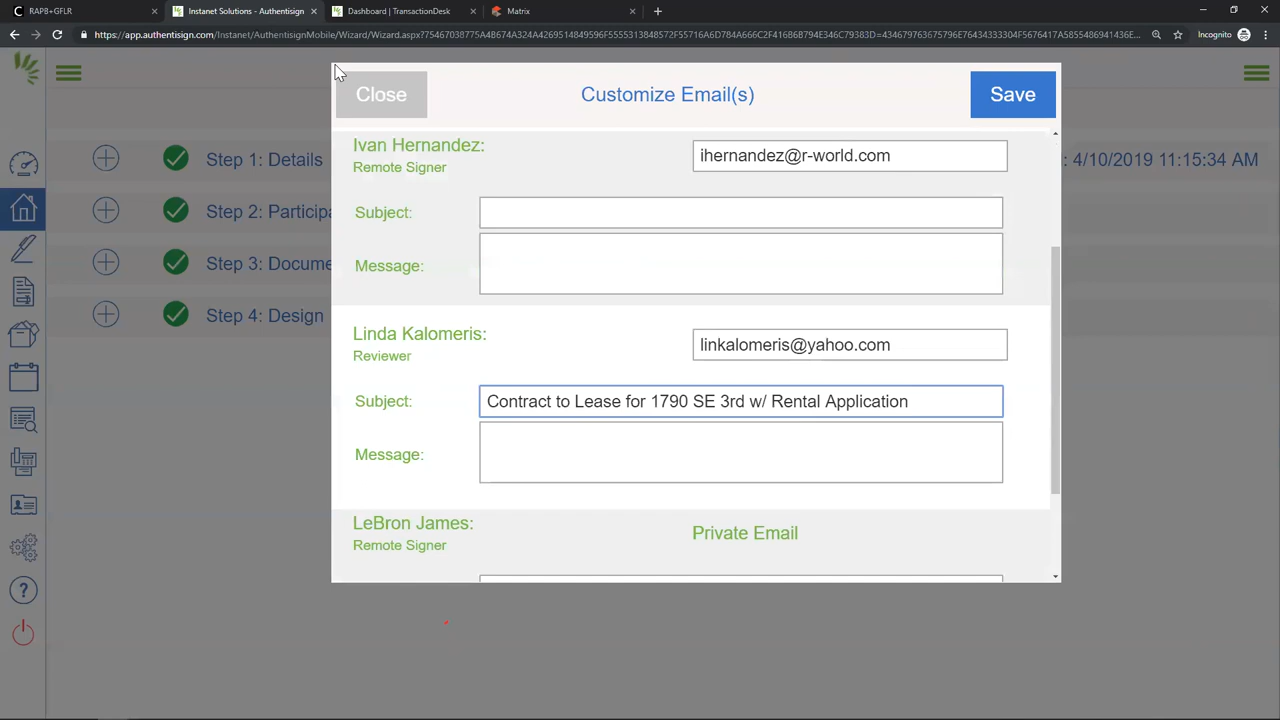 RAPB+GFLR
Instanet Solutions - Authentisign
Dashboard | TransactionDesk
Matrix
Incognito
Close
Customize Email(s)
Save
Ivan Hernandez:
Remote Signer
ihernandez@r-world.com
Subject:
Message:
Linda Kalomeris:
Reviewer
linkalomeris@yahoo.com
Subject:
Contract to Lease for 1790 SE 3rd w/ Rental Application
Message:
LeBron James:
Remote Signer
Private Email
Step 1: Details
: 4/10/2019 11:15:34 AM
Step 2: Participa
Step 3: Docume
Step 4: Design